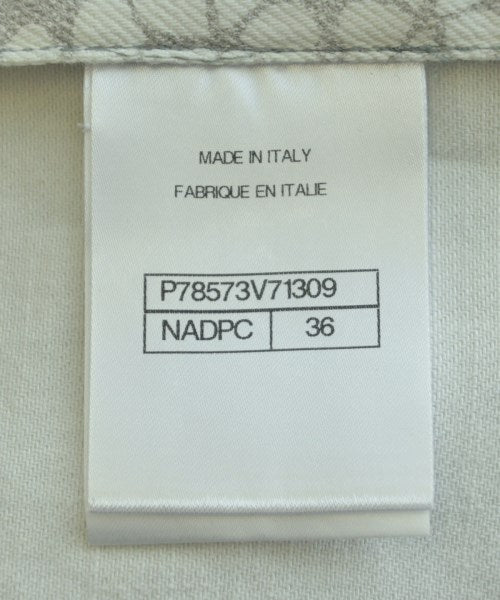 MADE IN ITALY
FABRIQUE EN ITALIE
P78573V71309
NADPC 36